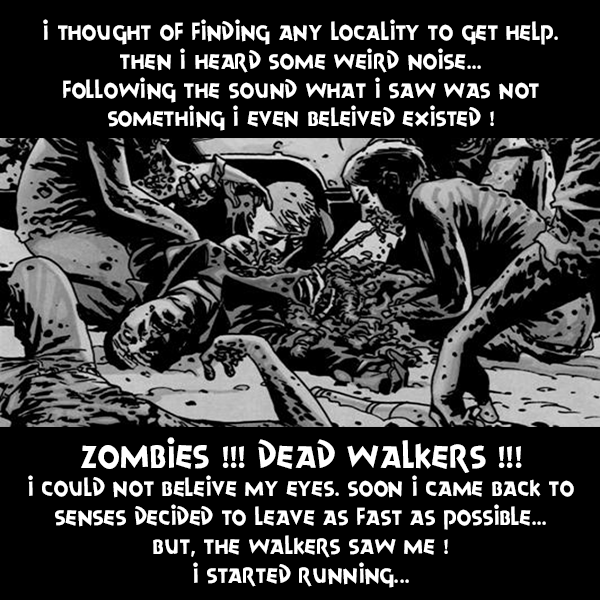 i THOUGHT OF FiNDiNG ANY LOCALiTY TO GET HELP.
THEN i HEARD SOME WEiRD NOiSE...
FOLLOWiNG THE SOUND WHAT i SAW WAS NOT
SOMETHiNG i EVEN BELEiVED EXiSTED !
ZOMBiES !!! DEAD WALKERS !!!
i COULD NOT BELEiVE MY EYES. SOON i CAME BACK TO
SENSES DECiDED TO LEAVE AS FAST AS POSSiBLE...
BUT, THE WALKERS SAW ME !
i STARTED RUNNiNG...